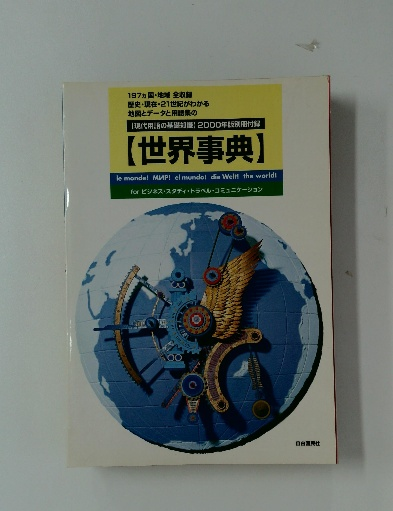 197ヵ国・地域 全収録
歴史・現在・21世紀がわかる
地図とデータと用語集の
『現代用語の基礎知識』2000年版別冊付録
【世界事典】
le monde! МИР! el mundo! die Welt! the world!
for ビジネス・スタディ・トラベル・コミュニケーション
自由国民社